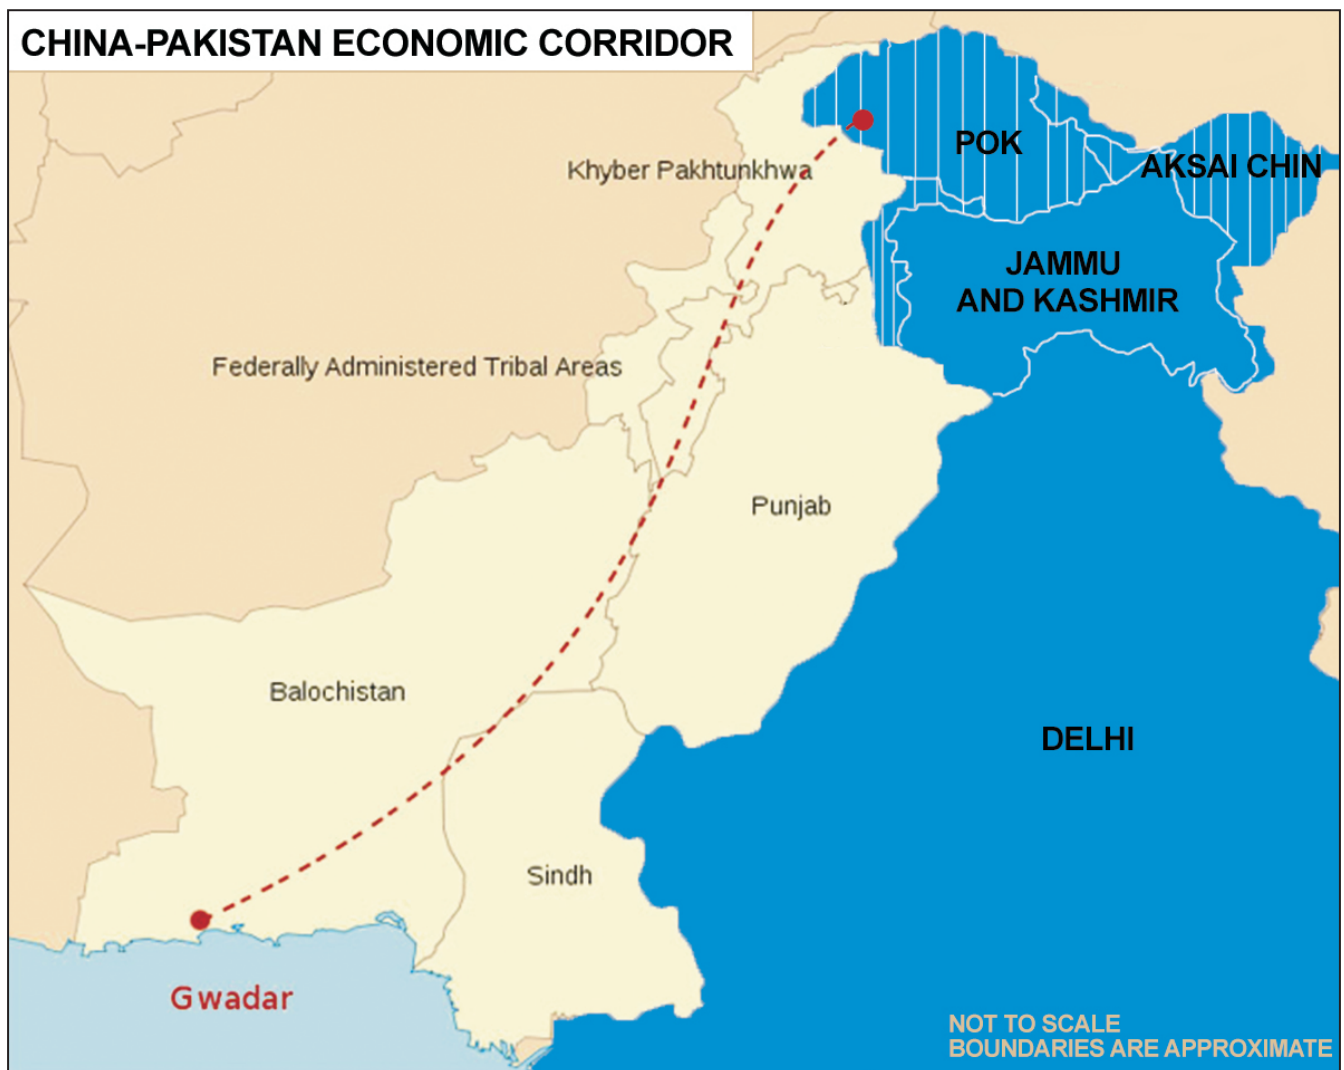 CHINA-PAKISTAN ECONOMIC CORRIDOR
POK
AKSAI CHIN
Khyber Pakhtunkhwa
JAMMU
AND KASHMIR
Federally Administered Tribal Areas
Punjab
Balochistan
DELHI
Sindh
Gwadar
NOT TO SCALE
BOUNDARIES ARE APPROXIMATE